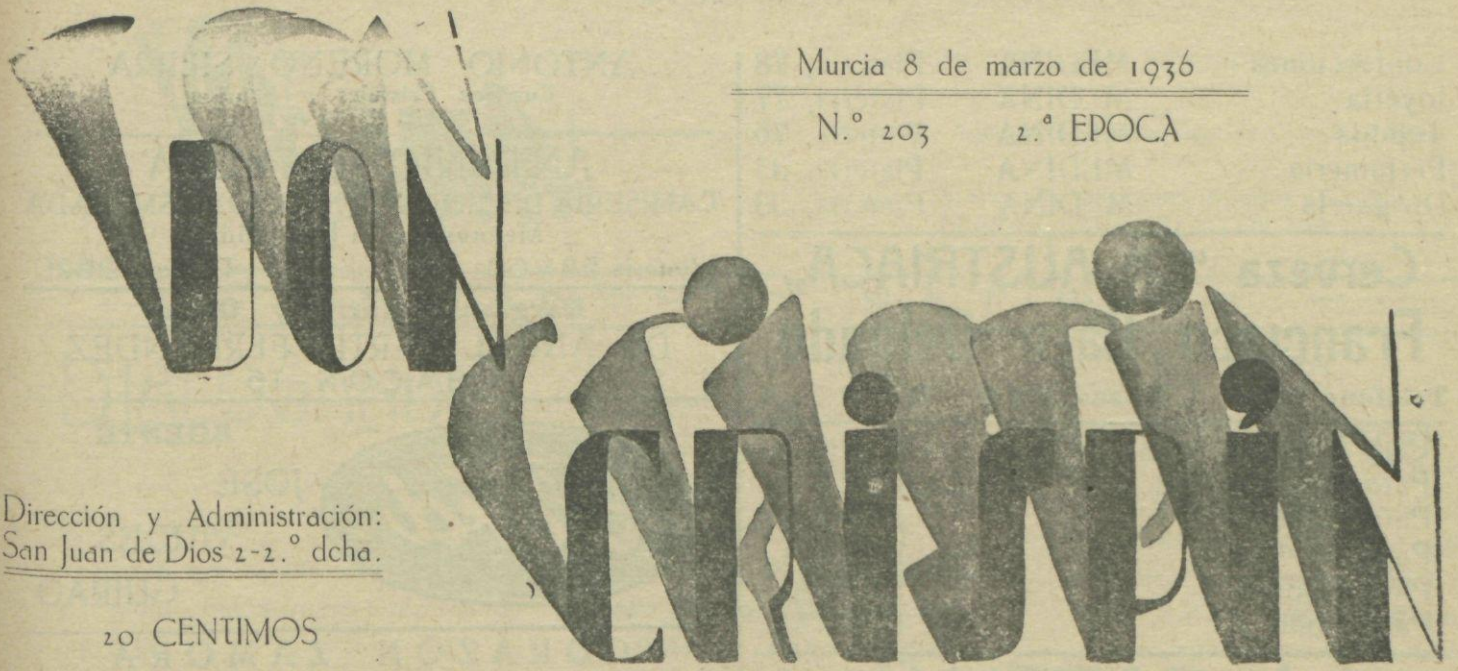 DON
CRiSPiN
Murcia 8 de marzo de 1936
N.º 203 2.ª EPOCA
Dirección y Administración:
San Juan de Dios 2-2.º dcha.
20 CENTIMOS